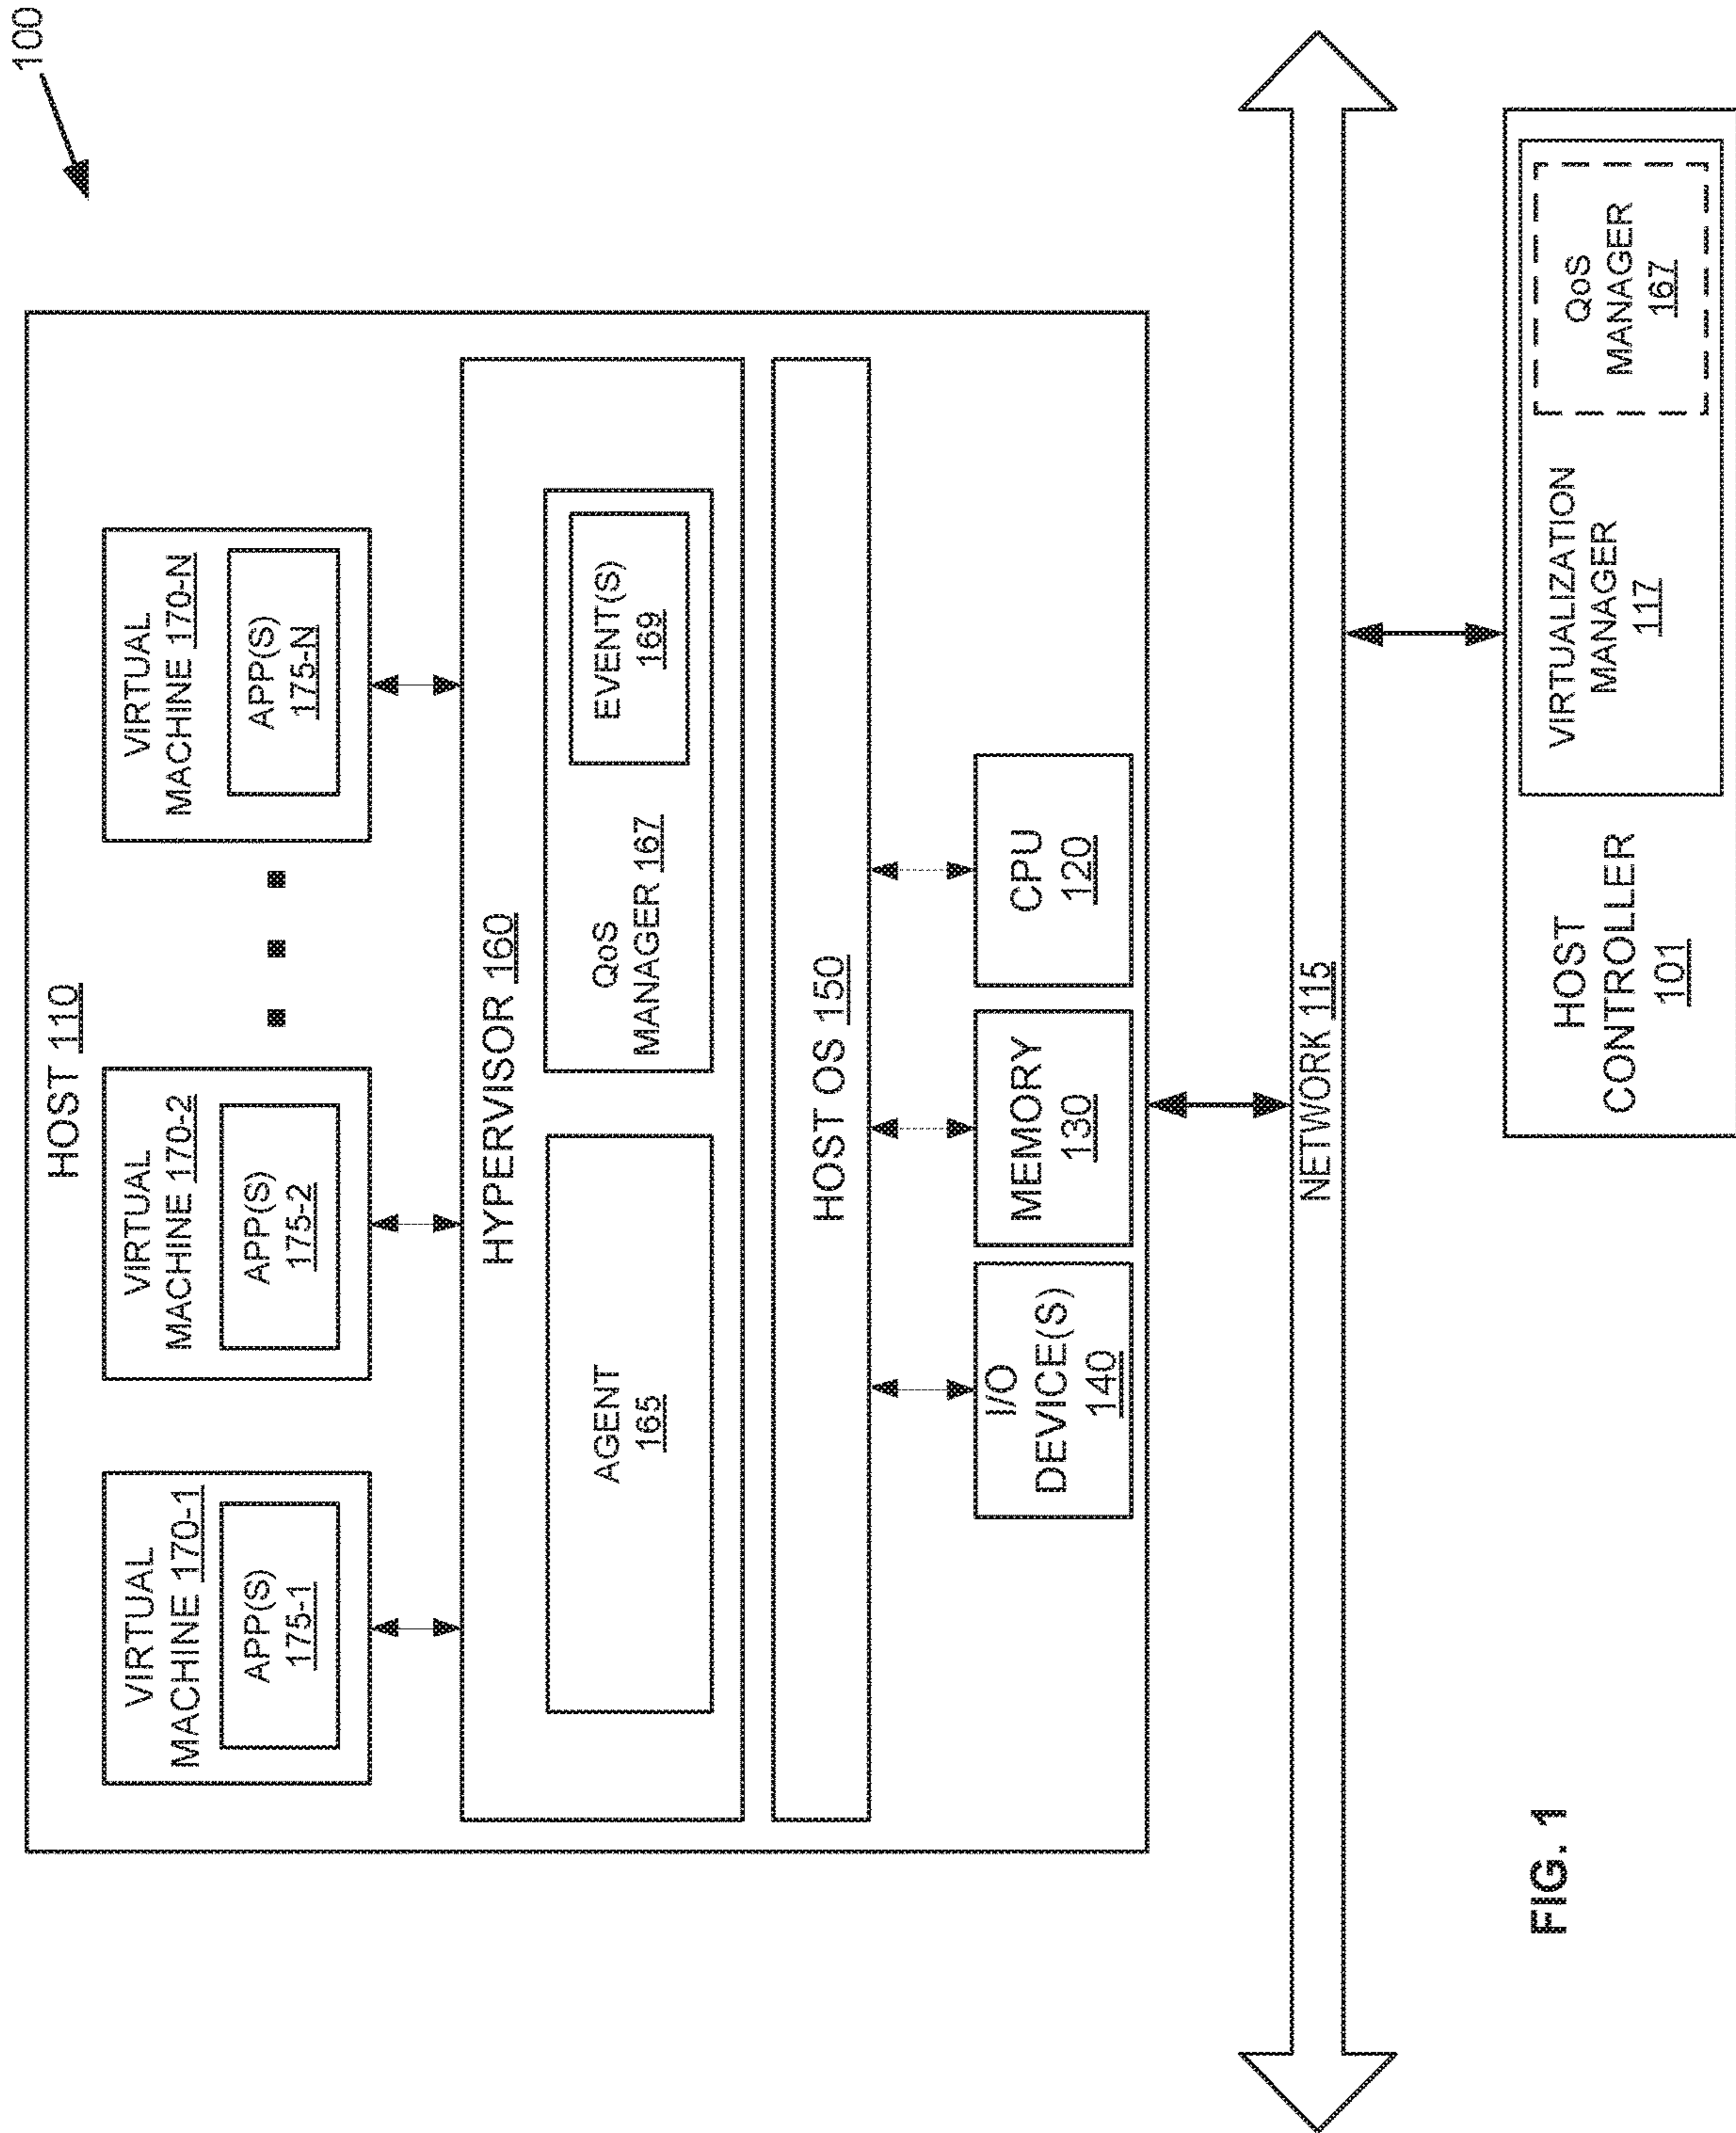 100
HOST 110
VIRTUAL
MACHINE 170-1
APP(S)
175-1
VIRTUAL
MACHINE 170-2
APP(S)
175-2
VIRTUAL
MACHINE 170-N
APP(S)
175-N
HYPERVISOR 160
AGENT
165
QoS
MANAGER 167
EVENT(S)
169
HOST OS 150
I/O
DEVICE(S)
140
MEMORY
130
CPU
120
NETWORK 115
HOST
CONTROLLER
101
VIRTUALIZATION
MANAGER
117
QoS
MANAGER
167
FIG. 1